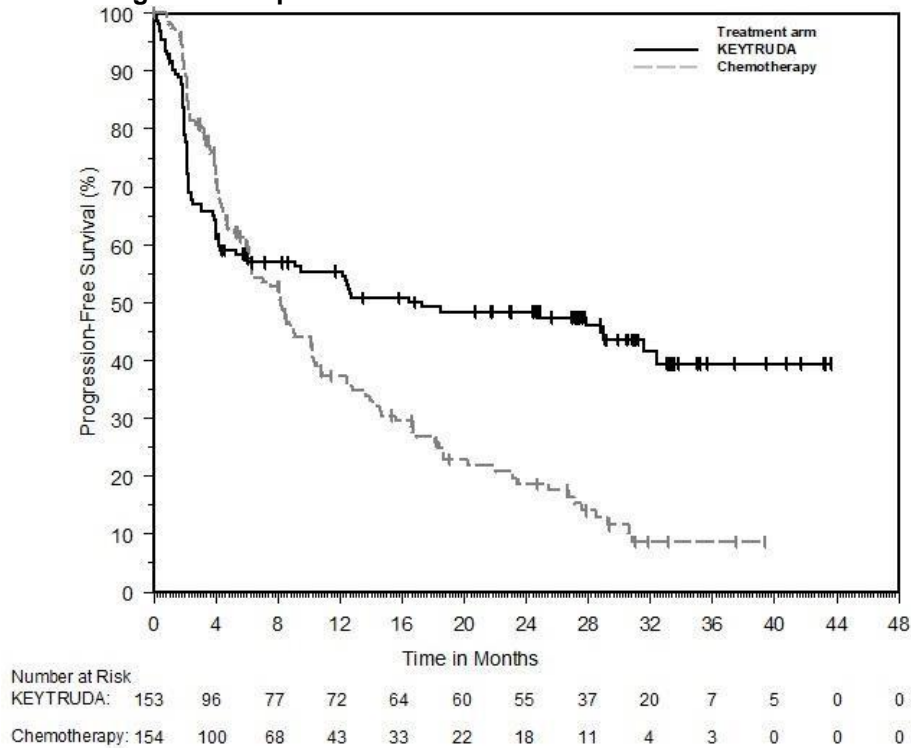 100
90
80
70
60
50
40
30
20
10
0
Progression-Free Survival (%)
Treatment arm
KEYTRUDA
Chemotherapy
0 4 8 12 16 20 24 28 32 36 40 44 48
Time in Months
Number at Risk
KEYTRUDA: 153 96 77 72 64 60 55 37 20 7 5 0 0
Chemotherapy: 154 100 68 43 33 22 18 11 4 3 0 0 0